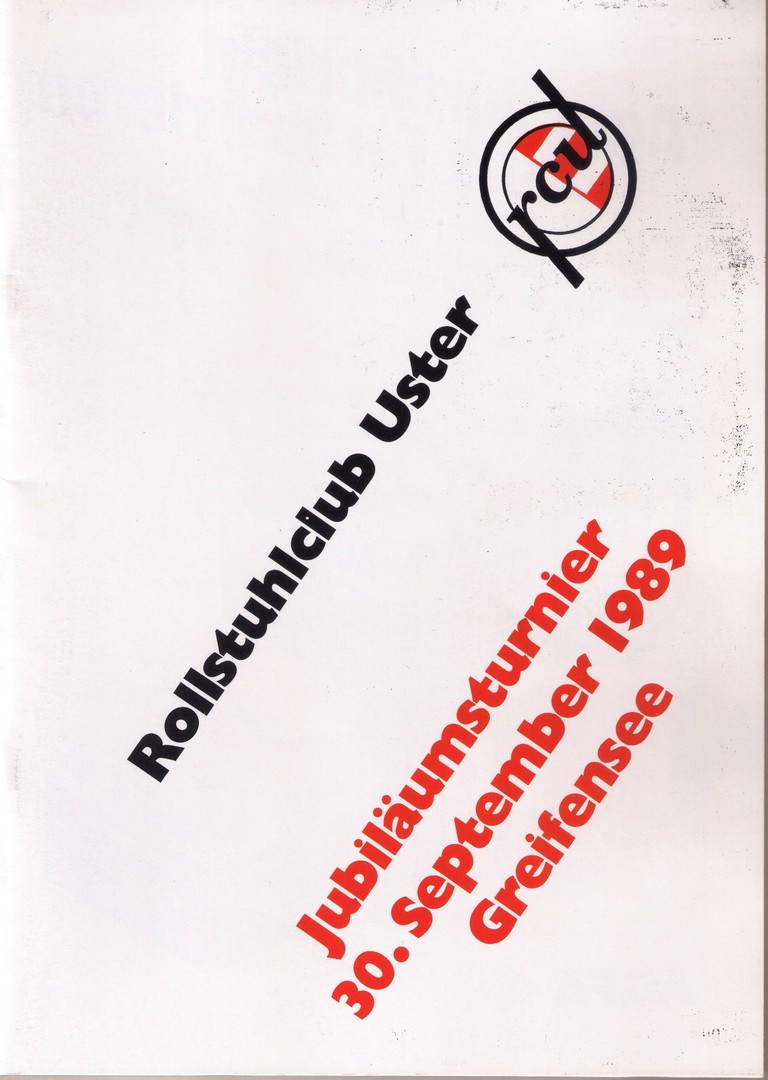 rcu
Rollstuhlclub Uster
Jubiläumsturnier
30. September 1989
Greifensee